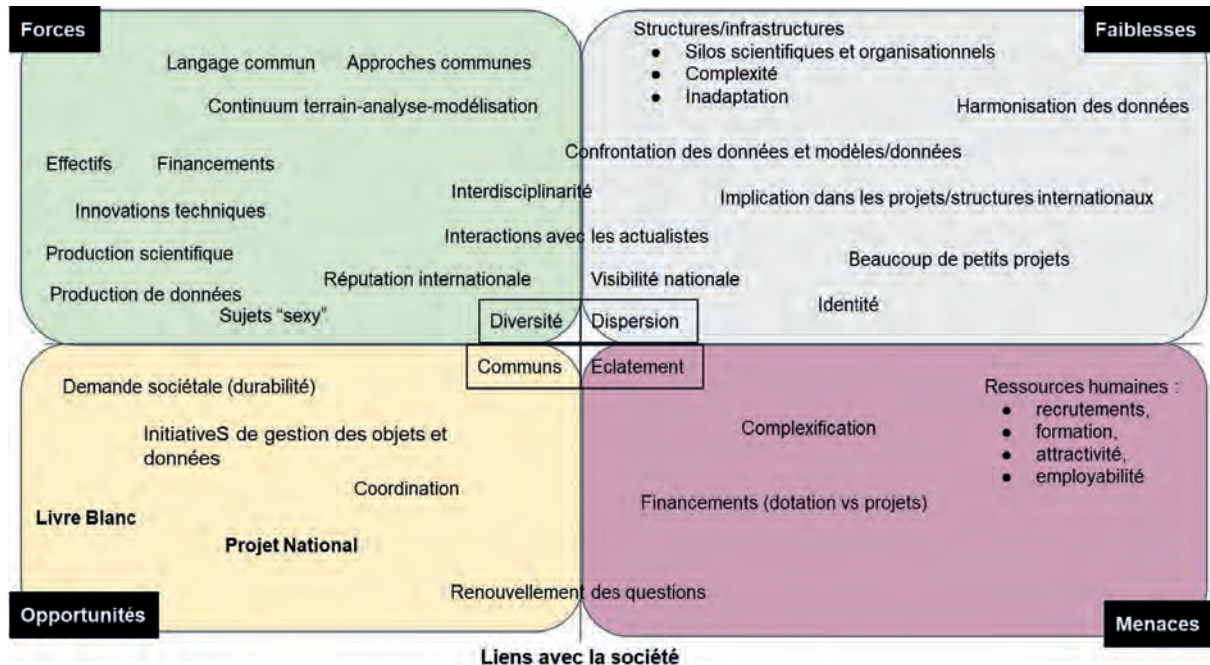 Forces
Langage commun
Approches communes
Continuum terrain-analyse-modélisation
Effectifs
Financements
Interdisciplinarité
Innovations techniques
Interactions avec les actualistes
Production scientifique
Réputation internationale
Production de données
Sujets “sexy”
Diversité
Faiblesses
Structures/infrastructures
● Silos scientifiques et organisationnels
● Complexité
● Inadaptation
Harmonisation des données
Confrontation des données et modèles/données
Implication dans les projets/structures internationaux
Beaucoup de petits projets
Visibilité nationale
Identité
Dispersion
Communs
Demande sociétale (durabilité)
InitiativeS de gestion des objets et
données
Coordination
Livre Blanc
Projet National
Renouvellement des questions
Opportunités
Eclatement
Ressources humaines :
● recrutements,
● formation,
● attractivité,
● employabilité
Complexification
Financements (dotation vs projets)
Menaces
Liens avec la société